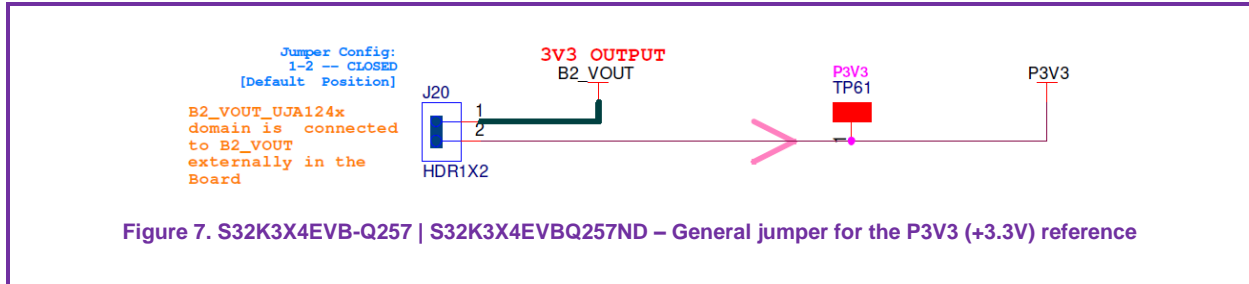 Jumper Config:
1-2 -- CLOSED
[Default Position]
B2_VOUT_UJA124x
domain is connected
to B2_VOUT
externally in the
Board
J20
1
2
HDR1X2
3V3 OUTPUT
B2_VOUT
P3V3
TP61
1
P3V3
Figure 7. S32K3X4EVB-Q257 | S32K3X4EVBQ257ND – General jumper for the P3V3 (+3.3V) reference